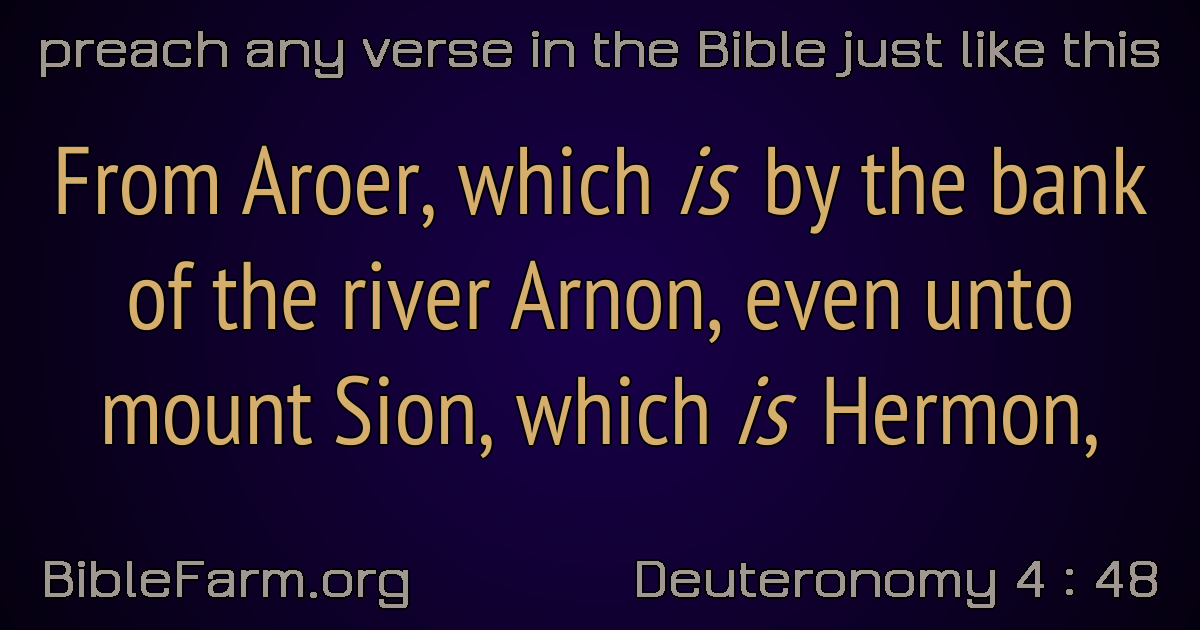 preach any verse in the Bible just like this
From Aroer, which is by the bank
of the river Arnon, even unto
mount Sion, which is Hermon,
BibleFarm.org
Deuteronomy 4 : 48